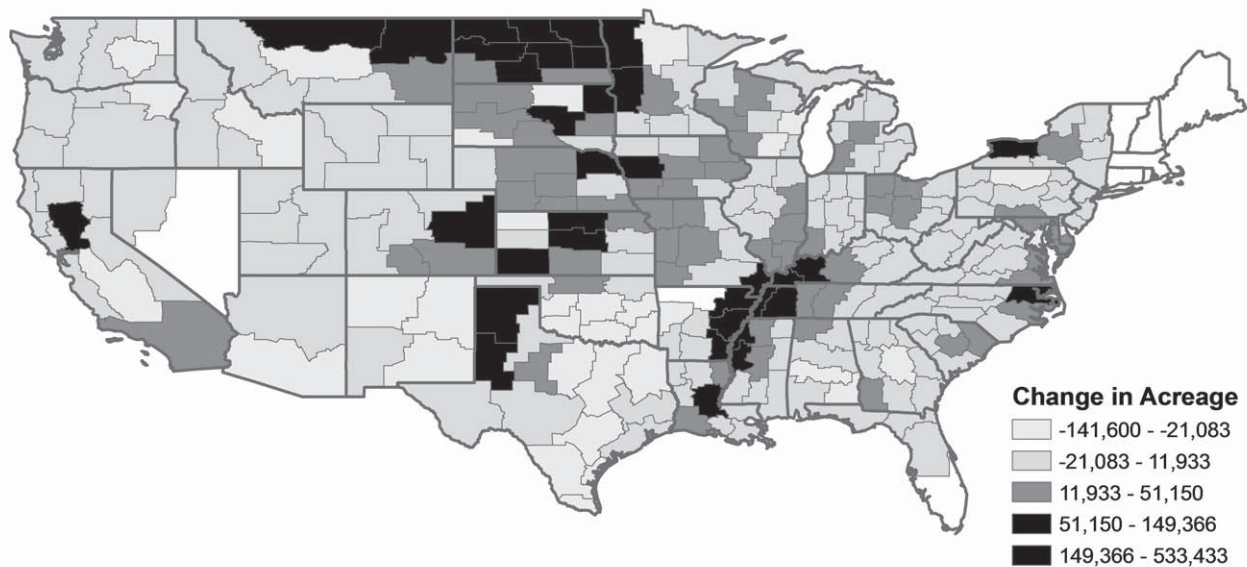 Change in Acreage
-141,600 - -21,083
-21,083 - 11,933
11,933 - 51,150
51,150 - 149,366
149,366 - 533,433